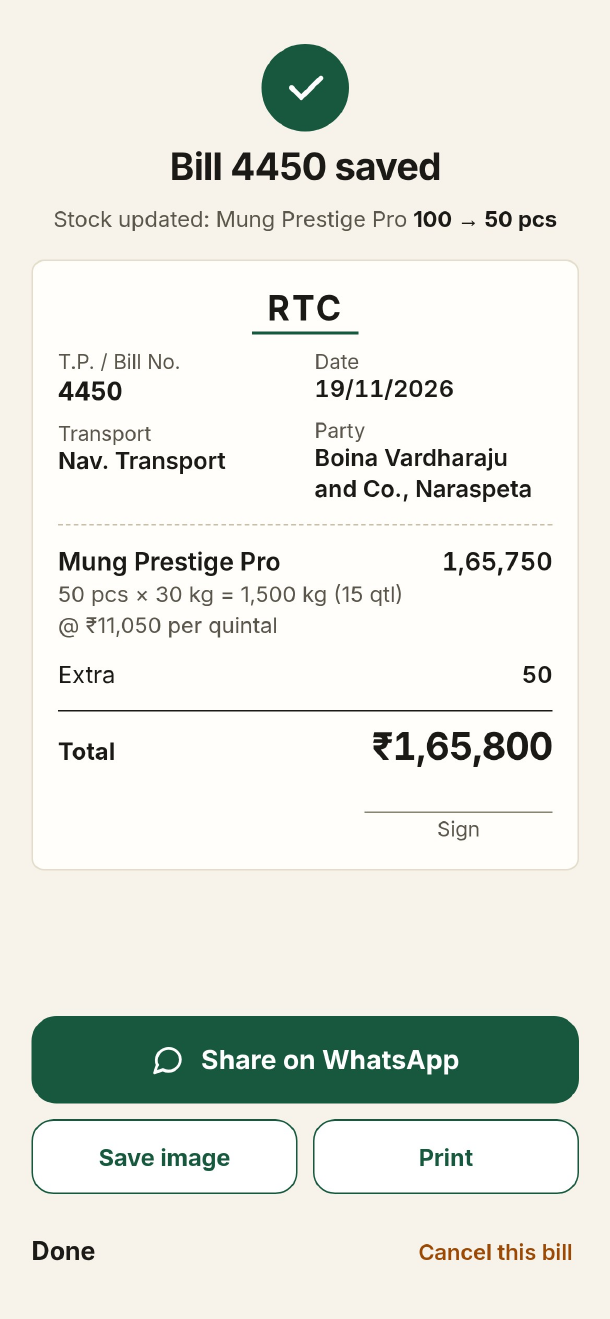 Bill 4450 saved
Stock updated: Mung Prestige Pro 100 → 50 pcs
RTC
T.P. / Bill No.
4450
Date
19/11/2026
Transport
Nav. Transport
Party
Boina Vardharaju
and Co., Naraspeta
Mung Prestige Pro 1,65,750
50 pcs × 30 kg = 1,500 kg (15 qtl)
@ ₹11,050 per quintal
Extra 50
Total ₹1,65,800
Sign
Share on WhatsApp
Save image
Print
Done
Cancel this bill